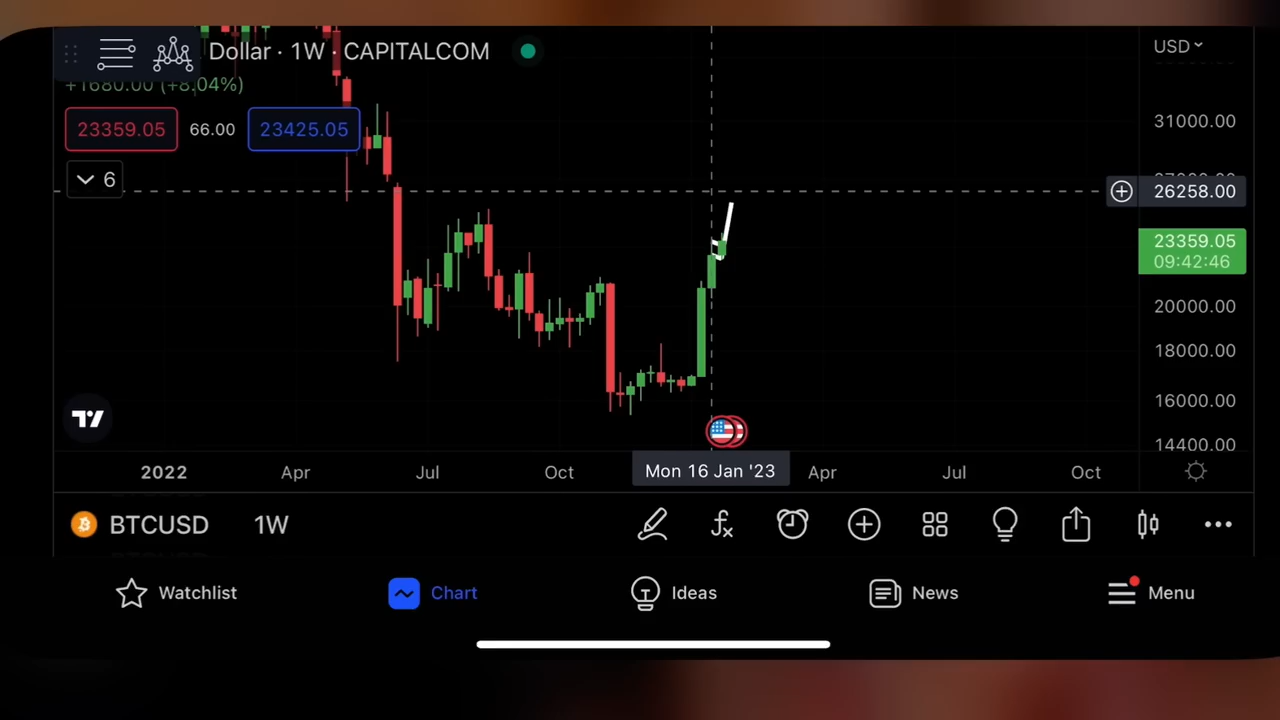 Dollar · 1W · CAPITALCOM
USD
+1680.00 (+8.04%)
23359.05 66.00 23425.05
6
31000.00
26258.00
23359.05
09:42:46
20000.00
18000.00
16000.00
14400.00
2022 Apr Jul Oct Mon 16 Jan '23 Apr Jul Oct
BTCUSD 1W
Watchlist Chart Ideas News Menu